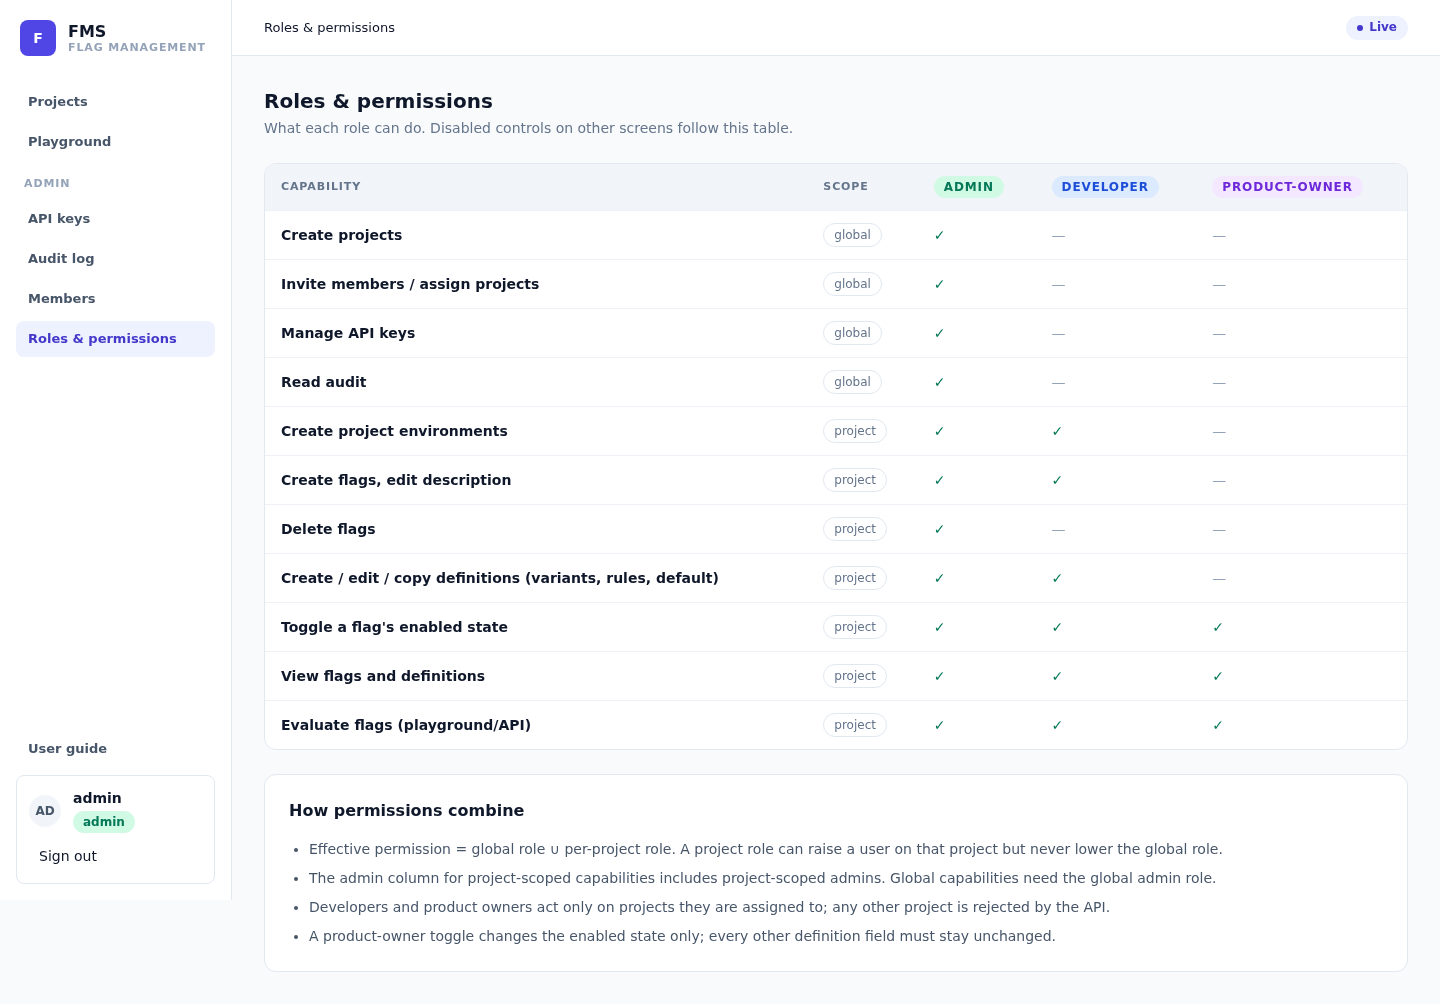 F
FMS
FLAG MANAGEMENT
Projects
Playground
ADMIN
API keys
Audit log
Members
Roles & permissions
User guide
AD
admin
admin
Sign out
Roles & permissions
Live
Roles & permissions
What each role can do. Disabled controls on other screens follow this table.
CAPABILITY SCOPE ADMIN DEVELOPER PRODUCT-OWNER
Create projects global ✓ — —
Invite members / assign projects global ✓ — —
Manage API keys global ✓ — —
Read audit global ✓ — —
Create project environments project ✓ ✓ —
Create flags, edit description project ✓ ✓ —
Delete flags project ✓ — —
Create / edit / copy definitions (variants, rules, default) project ✓ ✓ —
Toggle a flag's enabled state project ✓ ✓ ✓
View flags and definitions project ✓ ✓ ✓
Evaluate flags (playground/API) project ✓ ✓ ✓
How permissions combine
• Effective permission = global role ∪ per-project role. A project role can raise a user on that project but never lower the global role.
• The admin column for project-scoped capabilities includes project-scoped admins. Global capabilities need the global admin role.
• Developers and product owners act only on projects they are assigned to; any other project is rejected by the API.
• A product-owner toggle changes the enabled state only; every other definition field must stay unchanged.